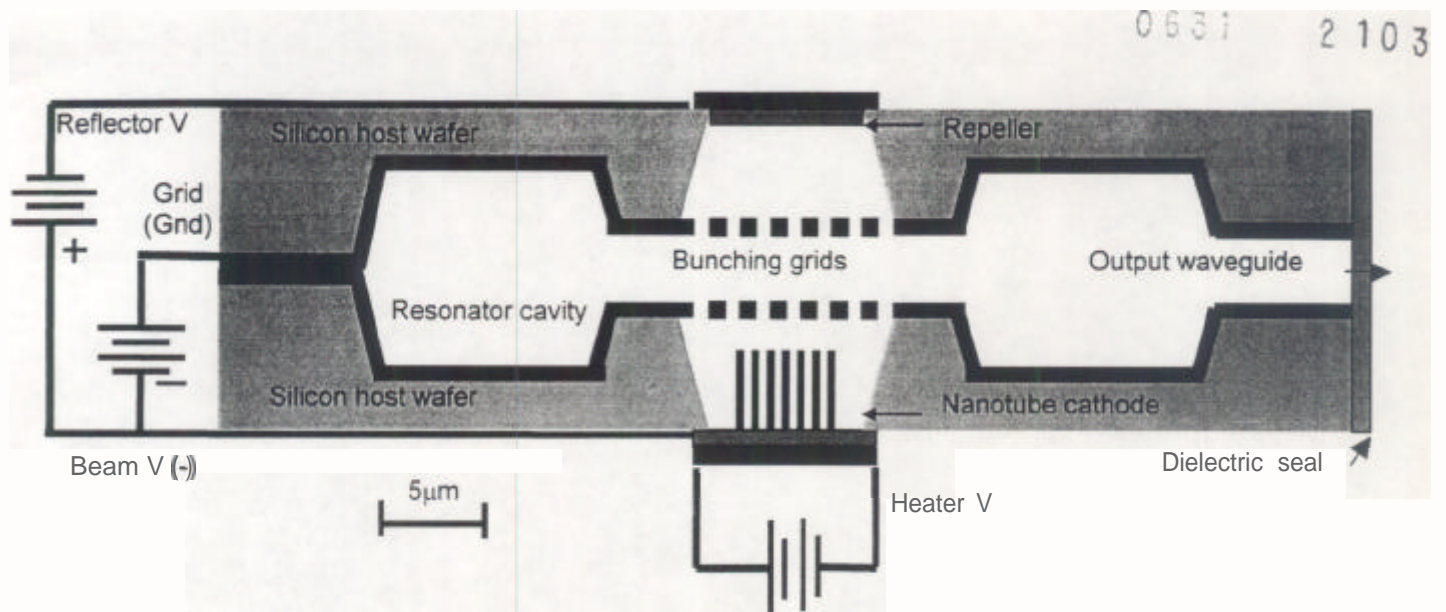 0631 2103
Reflector V
Silicon host wafer
Repeller
Grid
(Gnd)
+
Bunching grids
Output waveguide
Resonator cavity
–
Silicon host wafer
Nanotube cathode
Beam V (-)
Dielectric seal
5μm
Heater V